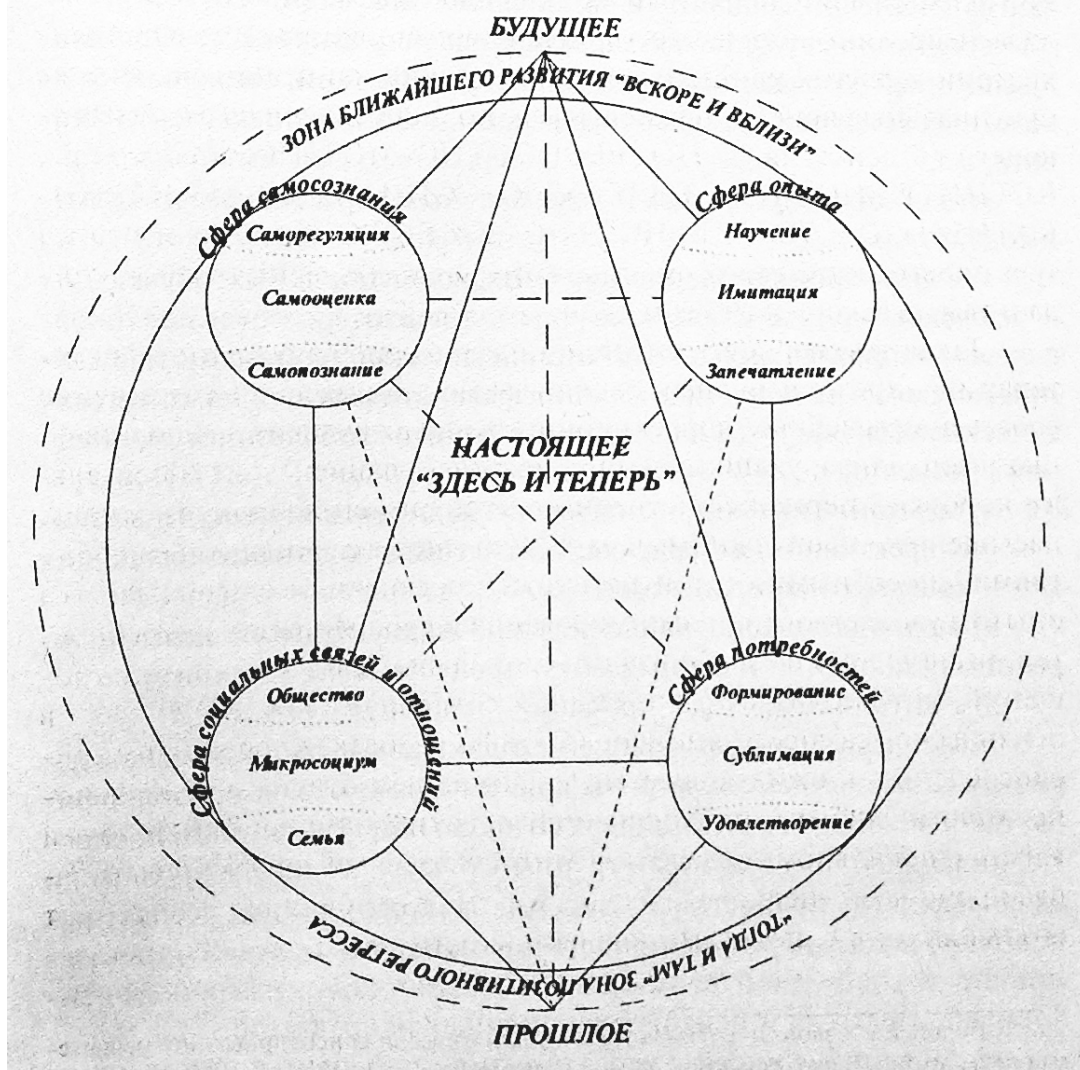 БУДУЩЕЕ
ЗОНА БЛИЖАЙШЕГО РАЗВИТИЯ “ВСКОРЕ И ВБЛИЗИ”
Сфера самосознания
Саморегуляция
Самооценка
Самопознание
Сфера опыта
Научение
Имитация
Запечатление
НАСТОЯЩЕЕ
“ЗДЕСЬ И ТЕПЕРЬ”
Сфера социальных связей и отношений
Общество
Микросоциум
Семья
Сфера потребностей
Формирование
Сублимация
Удовлетворение
“ТОГДА И ТАМ” ЗОНА ПОЗИТИВНОГО РЕГРЕССА
ПРОШЛОЕ